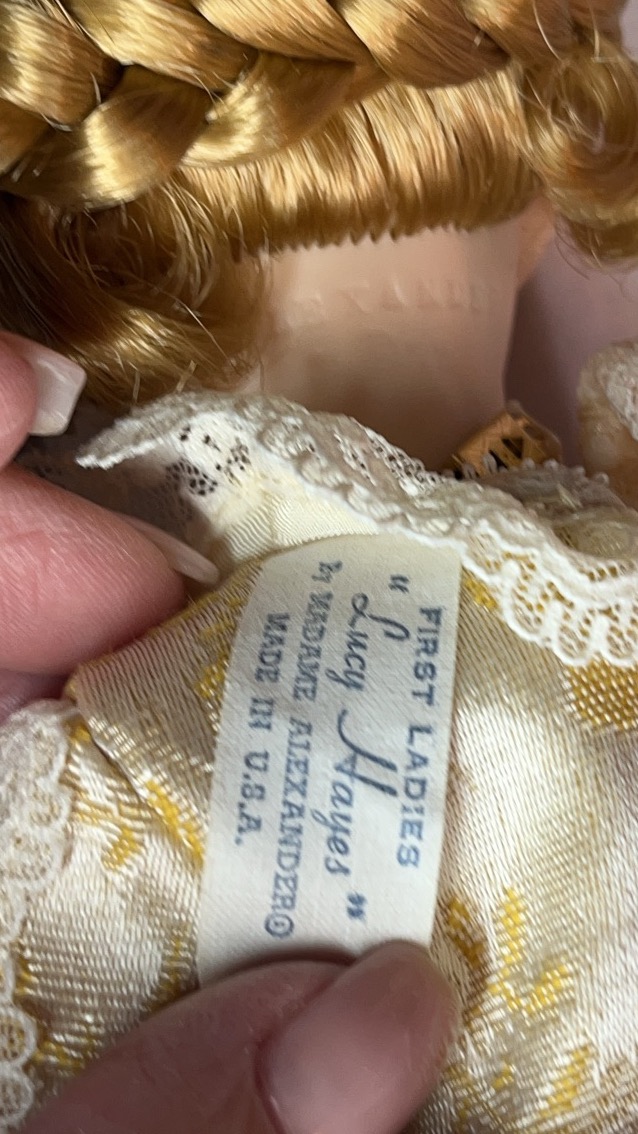 FIRST LADIES
"Lucy Hayes"
by MADAME ALEXANDER®
MADE IN U.S.A.